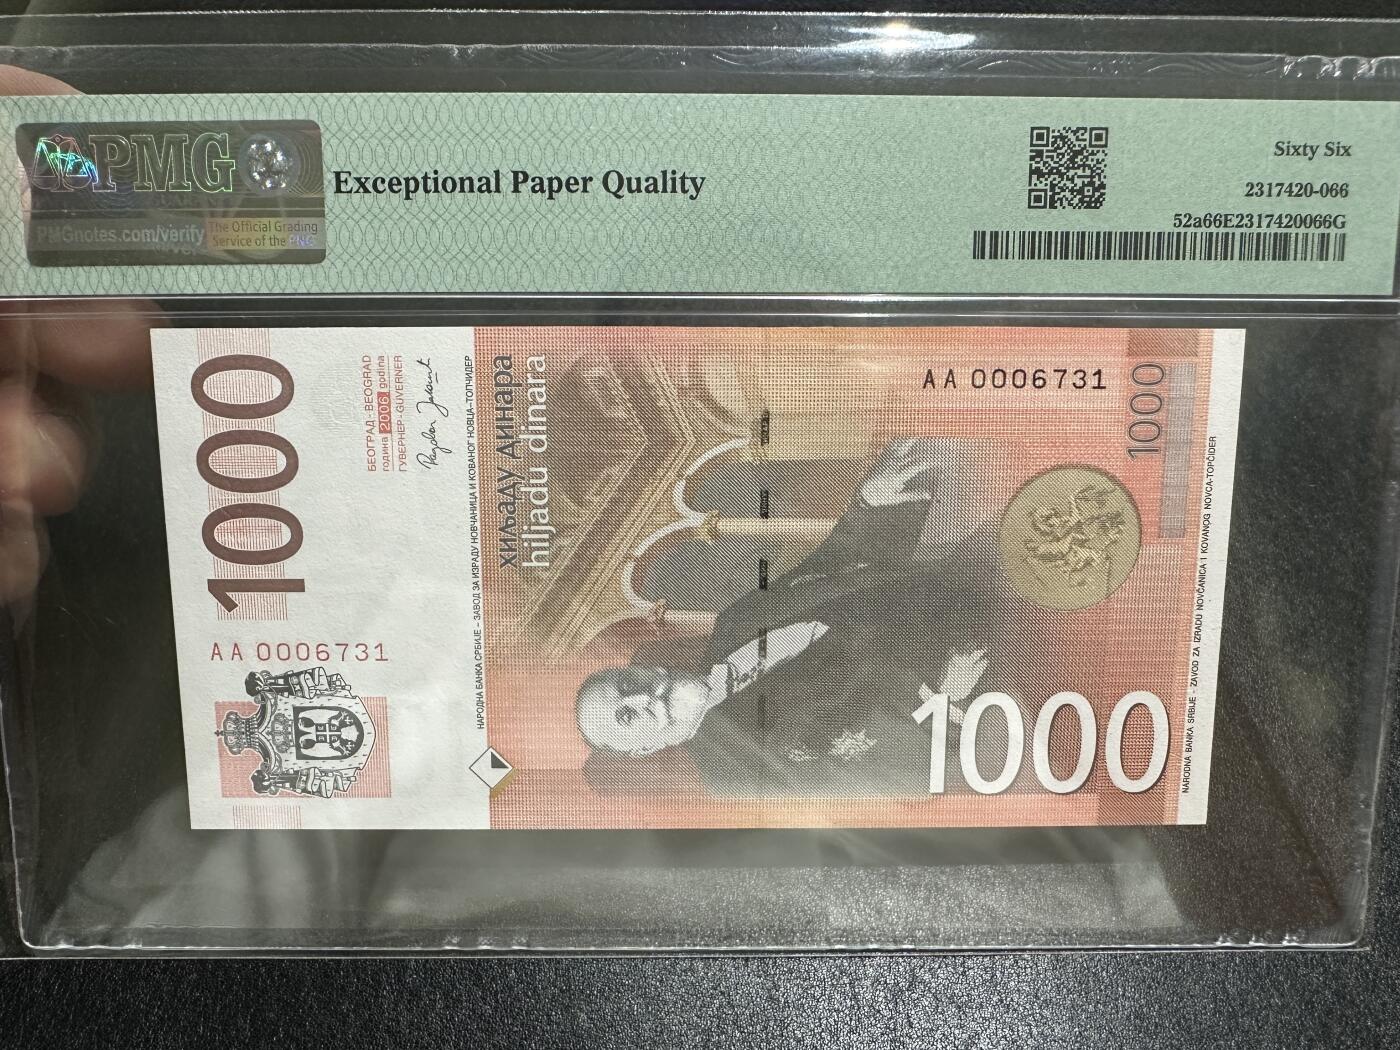 PMG
PMGnotes.com/verify
The Official Grading
Service of the PNG
Exceptional Paper Quality
Sixty Six
2317420-066
52a66E2317420066G
1000
AA 0006731
БЕОГРАД - BEOGRAD
година 2006 godina
ГУВЕРНЕР - GUVERNER
НАРОДНА БАНКА СРБИЈЕ – ЗАВОД ЗА ИЗРАДУ НОВЧАНИЦА И КОВАНОГ НОВЦА–ТОПЧИДЕР
хиљаду динара
hiljadu dinara
AA 0006731
1000
1000
NARODNA BANKA SRBIJE - ZAVOD ZA IZRADU NOVČANICA I KOVANOG NOVCA-TOPČIDER